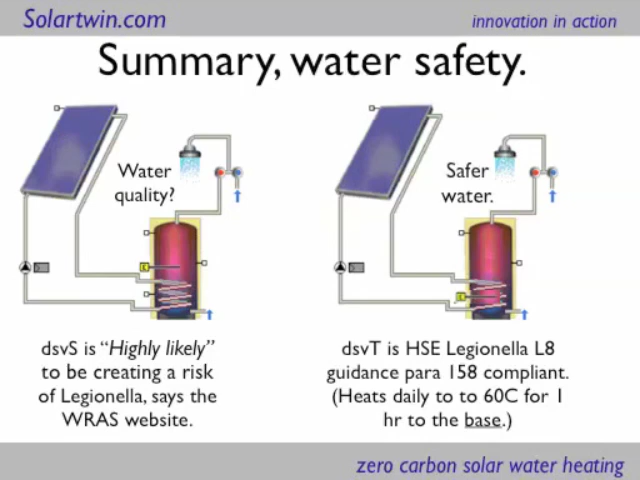 Solartwin.com
innovation in action
Summary, water safety.
Water
quality?
Safer
water.
dsvS is “Highly likely”
to be creating a risk
of Legionella, says the
WRAS website.
dsvT is HSE Legionella L8
guidance para 158 compliant.
(Heats daily to to 60C for 1
hr to the base.)
zero carbon solar water heating